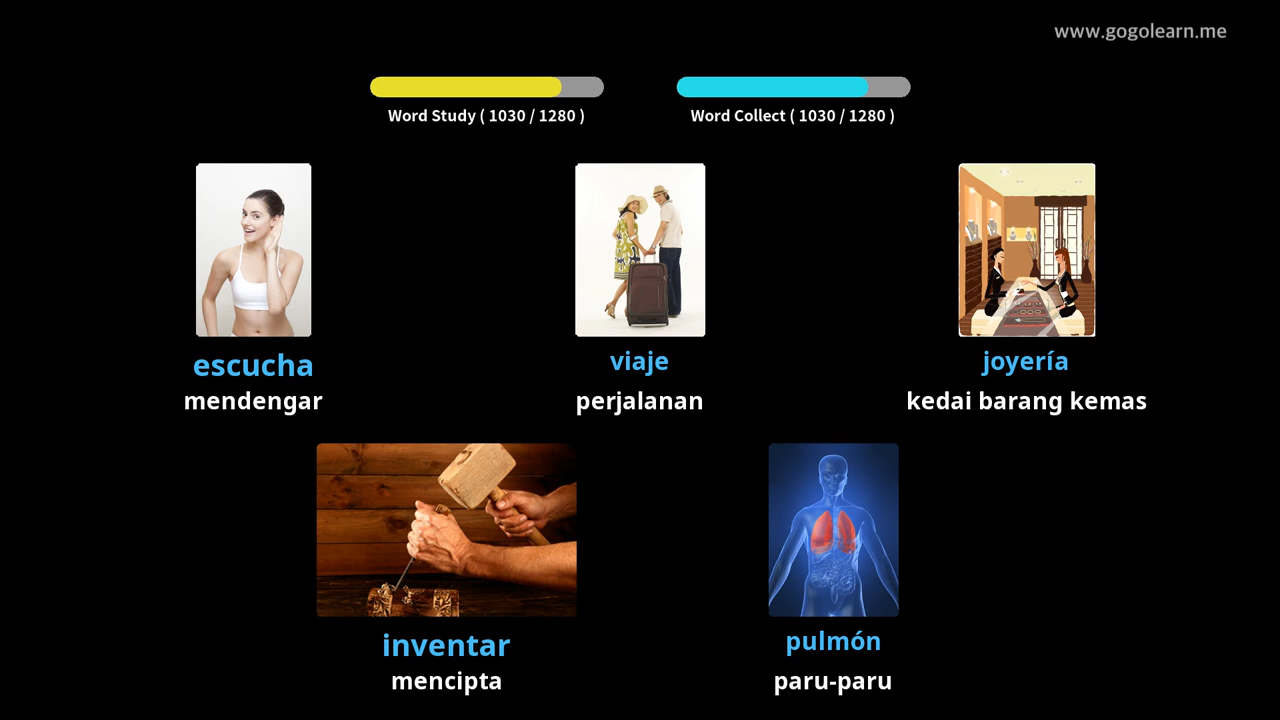 www.gogolearn.me
Word Study ( 1030 / 1280 )
Word Collect ( 1030 / 1280 )
escucha
mendengar
viaje
perjalanan
joyería
kedai barang kemas
inventar
mencipta
pulmón
paru-paru